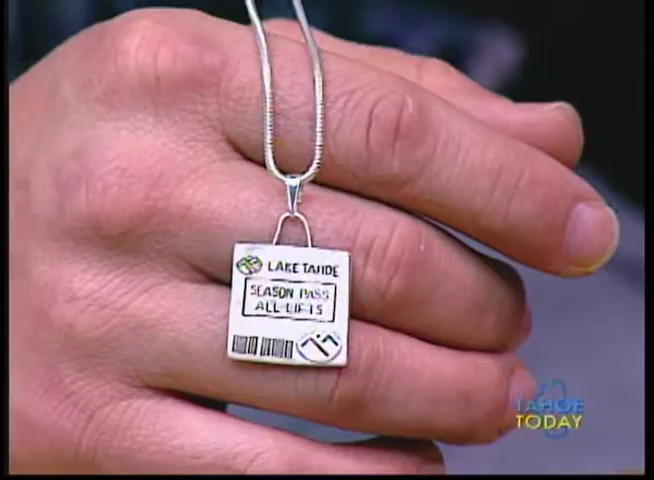 LAKE TAHOE
SEASON PASS
ALL LIFTS
TAHOE
TODAY